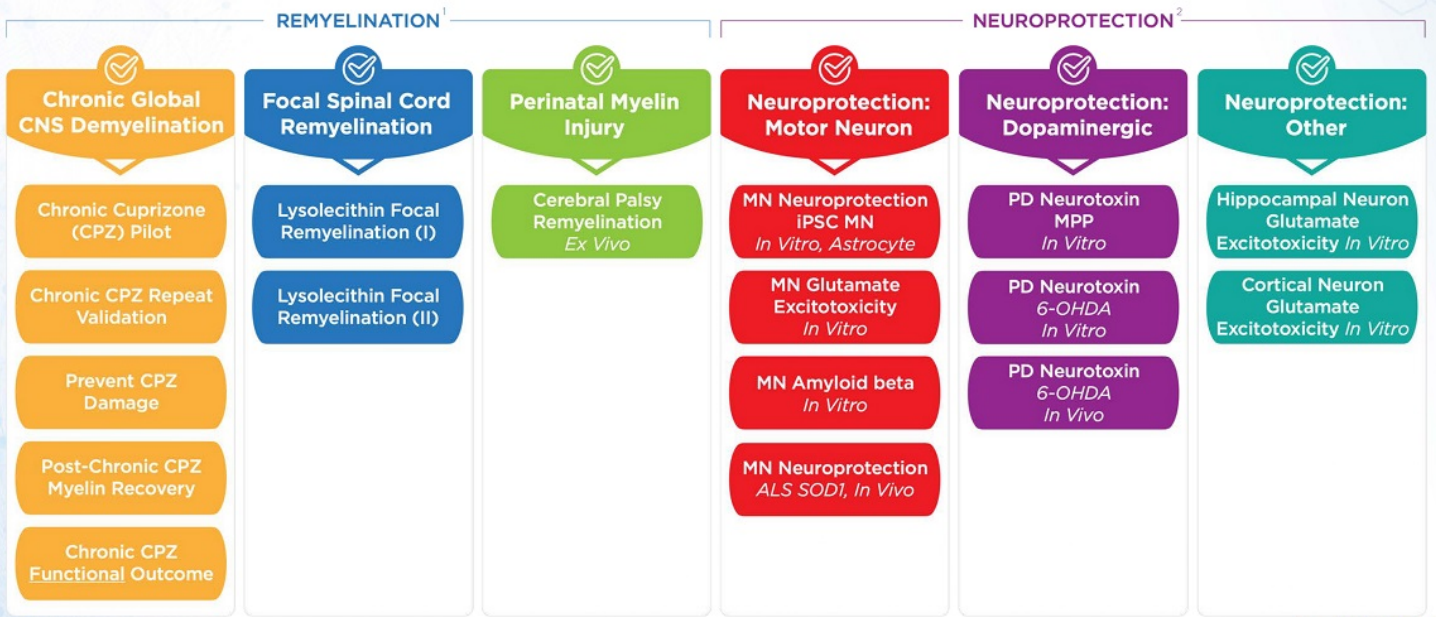 REMYELINATION¹
NEUROPROTECTION²
Chronic Global
CNS Demyelination
Chronic Cuprizone
(CPZ) Pilot
Chronic CPZ Repeat
Validation
Prevent CPZ
Damage
Post-Chronic CPZ
Myelin Recovery
Chronic CPZ
Functional Outcome
Focal Spinal Cord
Remyelination
Lysolecithin Focal
Remyelination (I)
Lysolecithin Focal
Remyelination (II)
Perinatal Myelin
Injury
Cerebral Palsy
Remyelination
Ex Vivo
Neuroprotection:
Motor Neuron
MN Neuroprotection
iPSC MN
In Vitro, Astrocyte
MN Glutamate
Excitotoxicity
In Vitro
MN Amyloid beta
In Vitro
MN Neuroprotection
ALS SOD1, In Vivo
Neuroprotection:
Dopaminergic
PD Neurotoxin
MPP
In Vitro
PD Neurotoxin
6-OHDA
In Vitro
PD Neurotoxin
6-OHDA
In Vivo
Neuroprotection:
Other
Hippocampal Neuron
Glutamate
Excitotoxicity In Vitro
Cortical Neuron
Glutamate
Excitotoxicity In Vitro